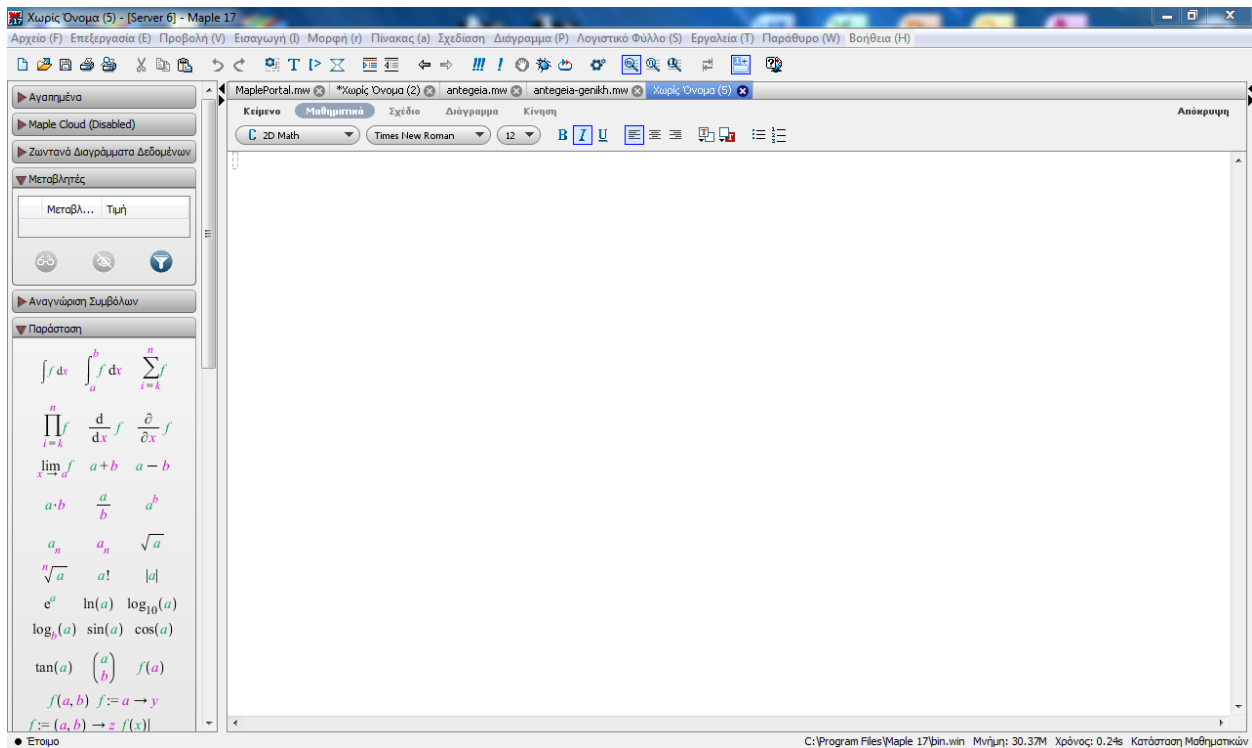 Χωρίς Όνομα (5) - [Server 6] - Maple 17
Αρχείο (F) Επεξεργασία (E) Προβολή (V) Εισαγωγή (I) Μορφή (r) Πίνακας (a) Σχεδίαση Διάγραμμα (P) Λογιστικό Φύλλο (S) Εργαλεία (T) Παράθυρο (W) Βοήθεια (H)
MaplePortal.mw *Χωρίς Όνομα (2) antegeia.mw antegeia-genikh.mw Χωρίς Όνομα (5)
Κείμενο Μαθηματικά Σχέδιο Διάγραμμα Κίνηση Απόκρυψη
C 2D Math Times New Roman 12 B I U
Αγαπημένα
Maple Cloud (Disabled)
Ζωντανά Διαγράμματα Δεδομένων
Μεταβλητές
Μεταβλ... Τιμή
Αναγνώριση Συμβόλων
Παράσταση
∫ f dx ∫_a^b f dx ∑_{i=k}^n f
∏_{i=k}^n f d/dx f ∂/∂x f
lim_{x→a} f a+b a−b
a·b a/b a^b
a_n a_n √a
ⁿ√a a! |a|
e^a ln(a) log₁₀(a)
log_b(a) sin(a) cos(a)
tan(a) (a b) f(a)
f(a, b) f := a → y
f := (a, b) → z f(x)|
Έτοιμο
C:\Program Files\Maple 17\bin.win Μνήμη: 30.37M Χρόνος: 0.24s Κατάσταση Μαθηματικών